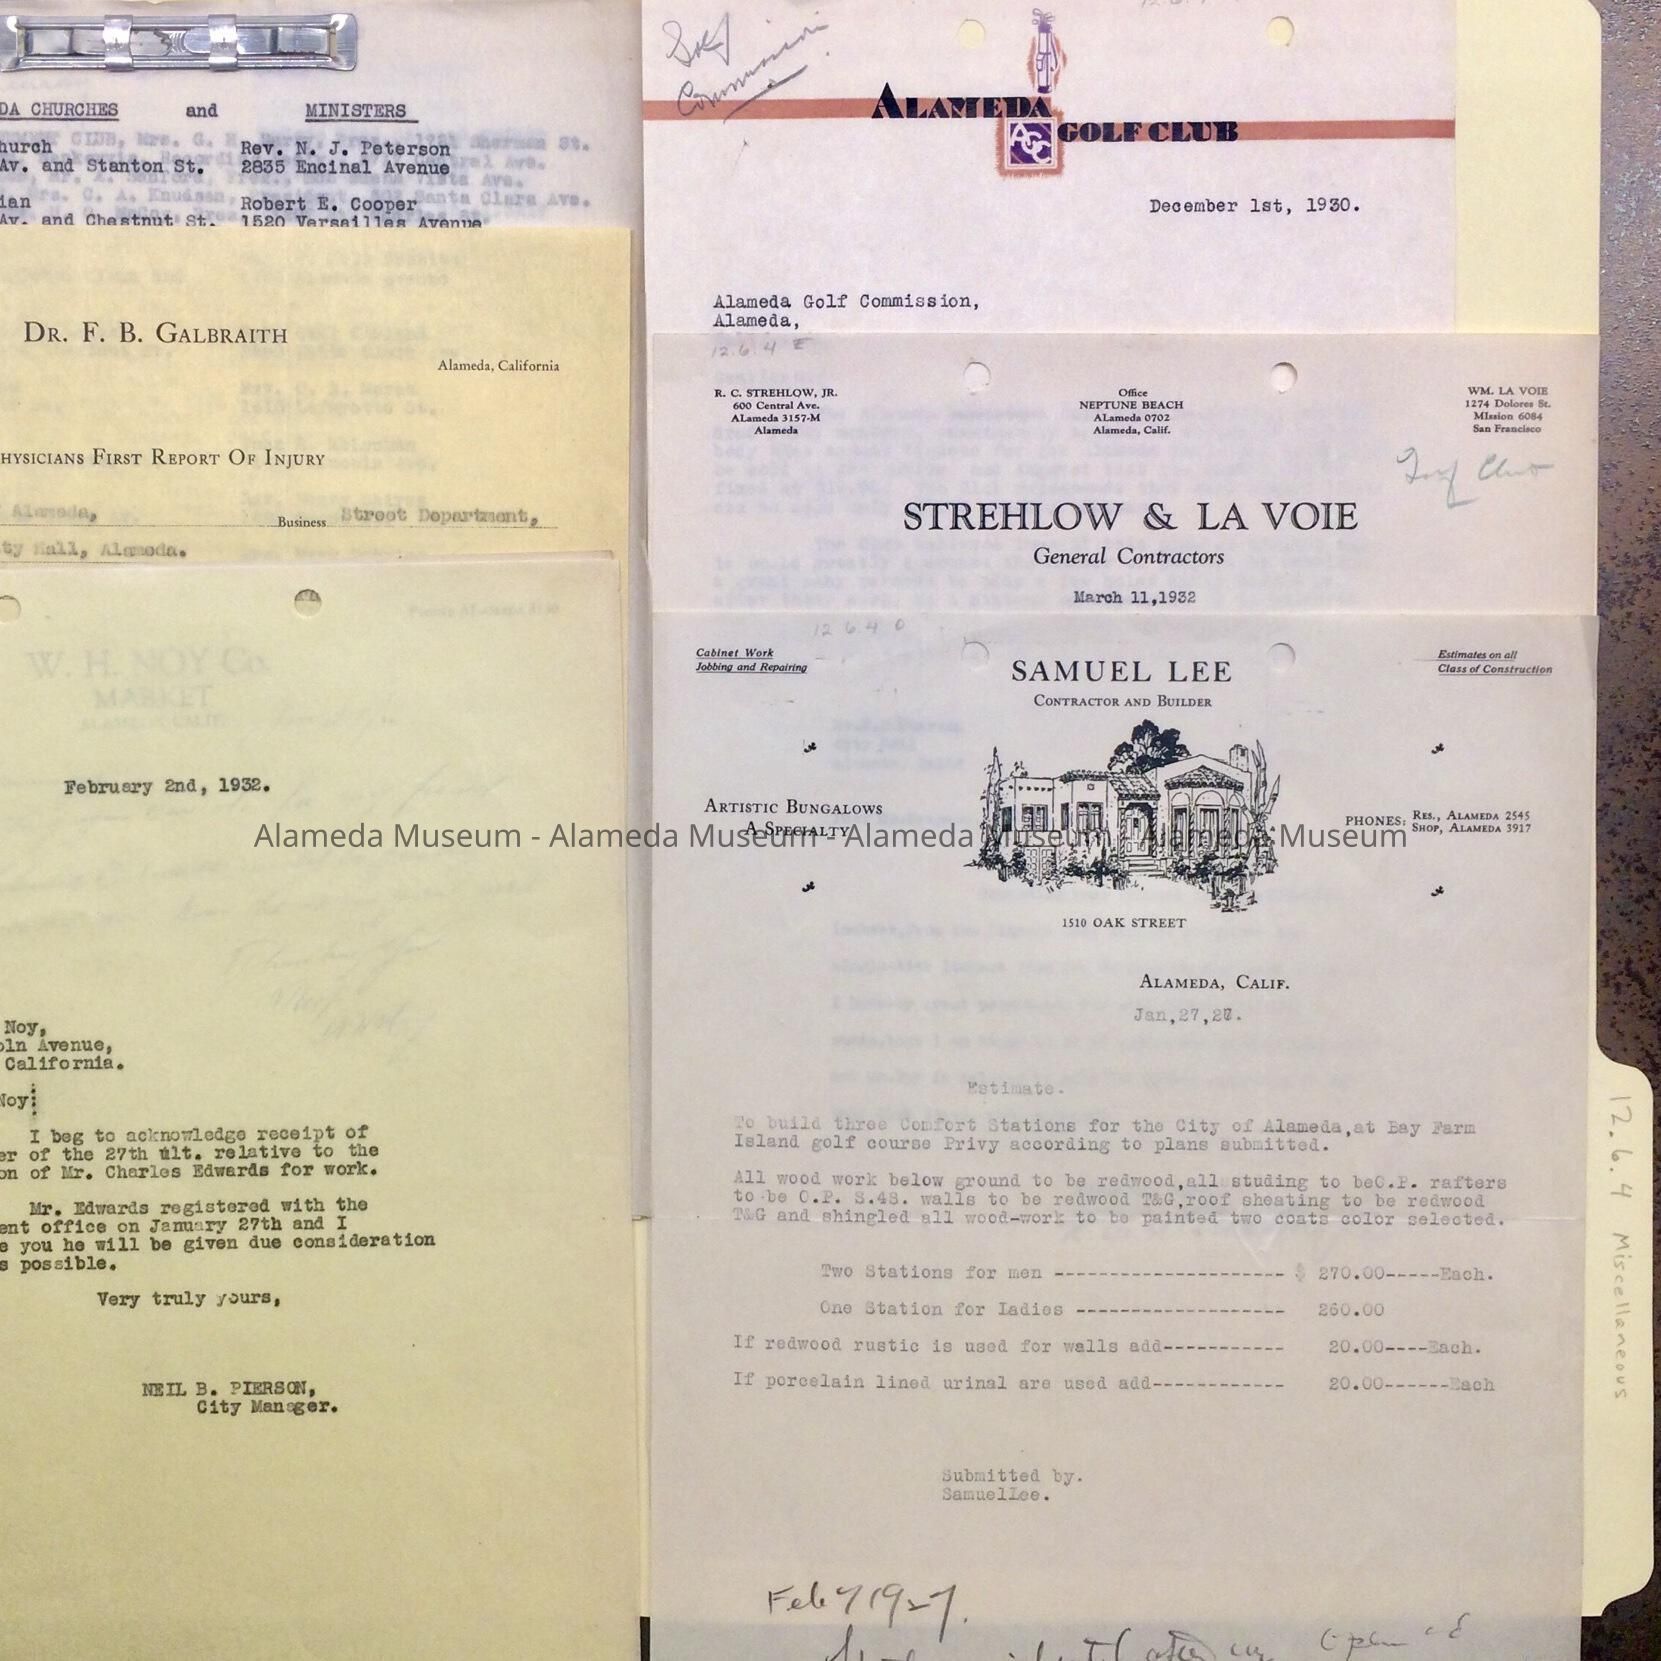 DA CHURCHES and MINISTERS
hurch Rev. N. J. Peterson
Av. and Stanton St. 2835 Encinal Avenue
ian Robert E. Cooper
Av. and Chestnut St. 1520 Versailles Avenue
DR. F. B. GALBRAITH
Alameda, California
HYSICIANS FIRST REPORT OF INJURY
Alameda, Business Street Department,
ty Hall, Alameda.
W. H. NOY Co.
MARKET
February 2nd, 1932.
Noy,
oln Avenue,
California.
Noy:
I beg to acknowledge receipt of
er of the 27th ult. relative to the
on of Mr. Charles Edwards for work.
Mr. Edwards registered with the
ent office on January 27th and I
e you he will be given due consideration
s possible.
Very truly yours,
NEIL B. PIERSON,
City Manager.
Golf
Commission
ALAMEDA
AGC
GOLF CLUB
December 1st, 1930.
Alameda Golf Commission,
Alameda,
12.6.4 E
R. C. STREHLOW, JR.
600 Central Ave.
ALameda 3157-M
Alameda
Office
NEPTUNE BEACH
ALameda 0702
Alameda, Calif.
WM. LA VOIE
1274 Dolores St.
MIssion 6084
San Francisco
Golf Club
STREHLOW & LA VOIE
General Contractors
March 11,1932
12 6.4 D
Cabinet Work
Jobbing and Repairing
SAMUEL LEE
CONTRACTOR AND BUILDER
Estimates on all
Class of Construction
ARTISTIC BUNGALOWS
A SPECIALTY
PHONES: RES., ALAMEDA 2545
SHOP, ALAMEDA 3917
Alameda Museum - Alameda Museum - Alameda Museum - Alameda Museum
1510 OAK STREET
ALAMEDA, CALIF.
Jan,27,27.
Estimate.
To build three Comfort Stations for the City of Alameda,at Bay Farm
Island golf course Privy according to plans submitted.
All wood work below ground to be redwood,all studing to beO.P. rafters
to be O.P. S.4S. walls to be redwood T&G,roof sheating to be redwood
T&G and shingled all wood-work to be painted two coats color selected.
Two Stations for men --------------------- $ 270.00-----Each.
One Station for Ladies ------------------- 260.00
If redwood rustic is used for walls add----------- 20.00----Each.
If porcelain lined urinal are used add------------ 20.00------Each
Submitted by.
SamuelLee.
Feb 7 1927.
12.6.4 Miscellaneous